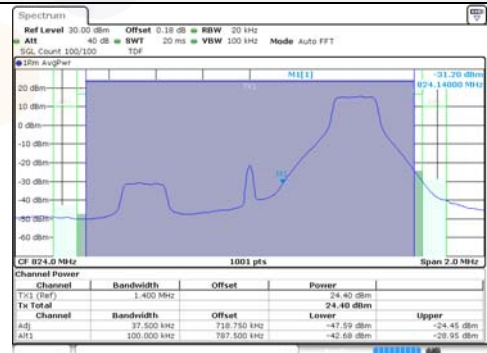 Spectrum
Ref Level 30.00 dBm Offset 0.18 dB RBW 20 kHz
Att 40 dB SWT 20 ms VBW 100 kHz Mode Auto FFT
SGL Count 100/100 TDF
1Rm AvgPwr
M1[1] -31.20 dBm
824.14000 MHz
TX1
20 dBm
10 dBm
0 dBm
-10 dBm
-20 dBm
-30 dBm
M1
-40 dBm
-50 dBm
-60 dBm
CF 824.0 MHz 1001 pts Span 2.0 MHz
Channel Power
Channel Bandwidth Offset Power
TX1 (Ref) 1.400 MHz 24.40 dBm
Tx Total 24.40 dBm
Channel Bandwidth Offset Lower Upper
Adj 37.500 kHz 718.750 kHz -47.59 dBm -24.45 dBm
Alt1 100.000 kHz 787.500 kHz -42.68 dBm -28.95 dBm